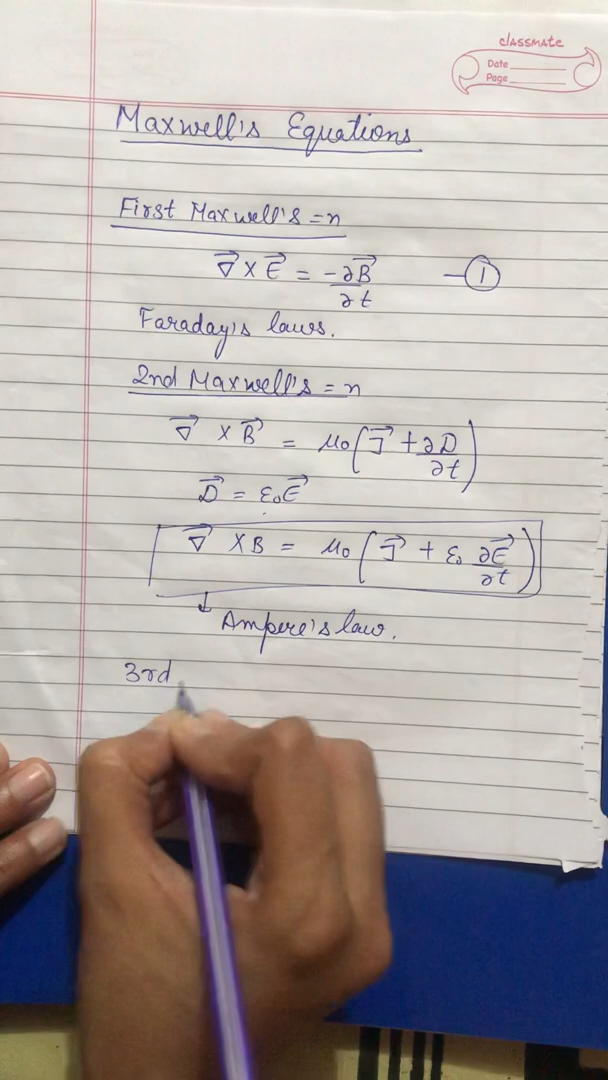 classmate
Date
Page
Maxwell's Equations
First Maxwell's =n
∇⃗ × E⃗ = -∂B⃗/∂t —①
Faraday's laws.
2nd Maxwell's =n
∇⃗ × B⃗ = μ₀(J⃗ + ∂D/∂t)
D⃗ = ε₀E⃗
∇⃗ × B = μ₀(J⃗ + ε₀ ∂E⃗/∂t)
↓ Ampere's law.
3rd